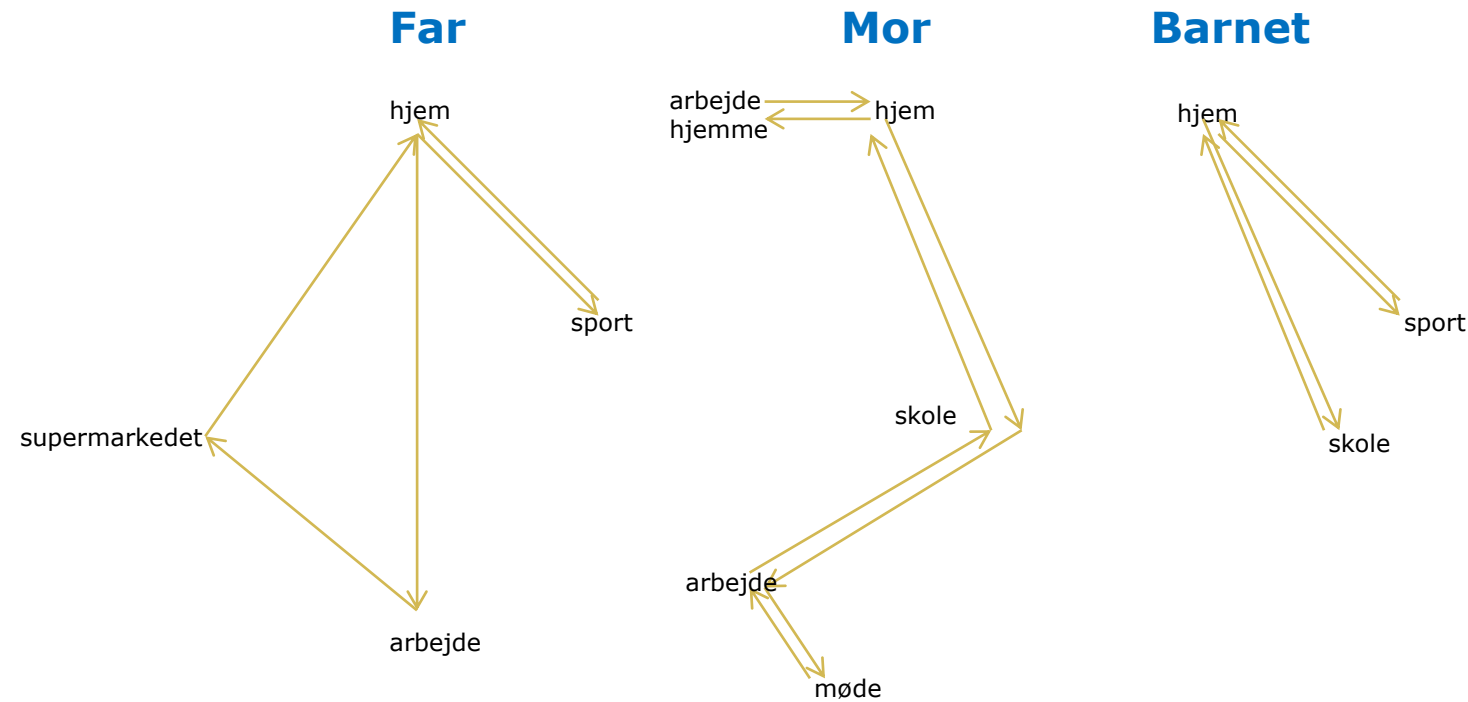 Far
hjem
sport
supermarkedet
arbejde
Mor
arbejde
hjemme
hjem
skole
arbejde
møde
Barnet
hjem
sport
skole